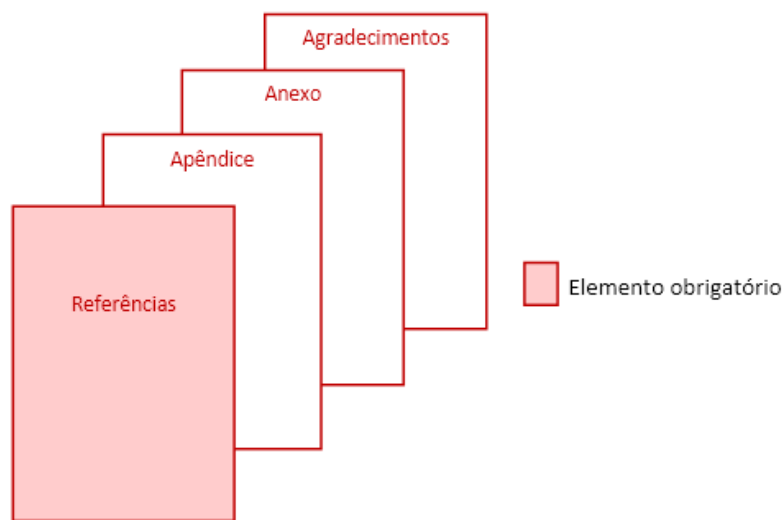 Agradecimentos
Anexo
Apêndice
Referências
Elemento obrigatório